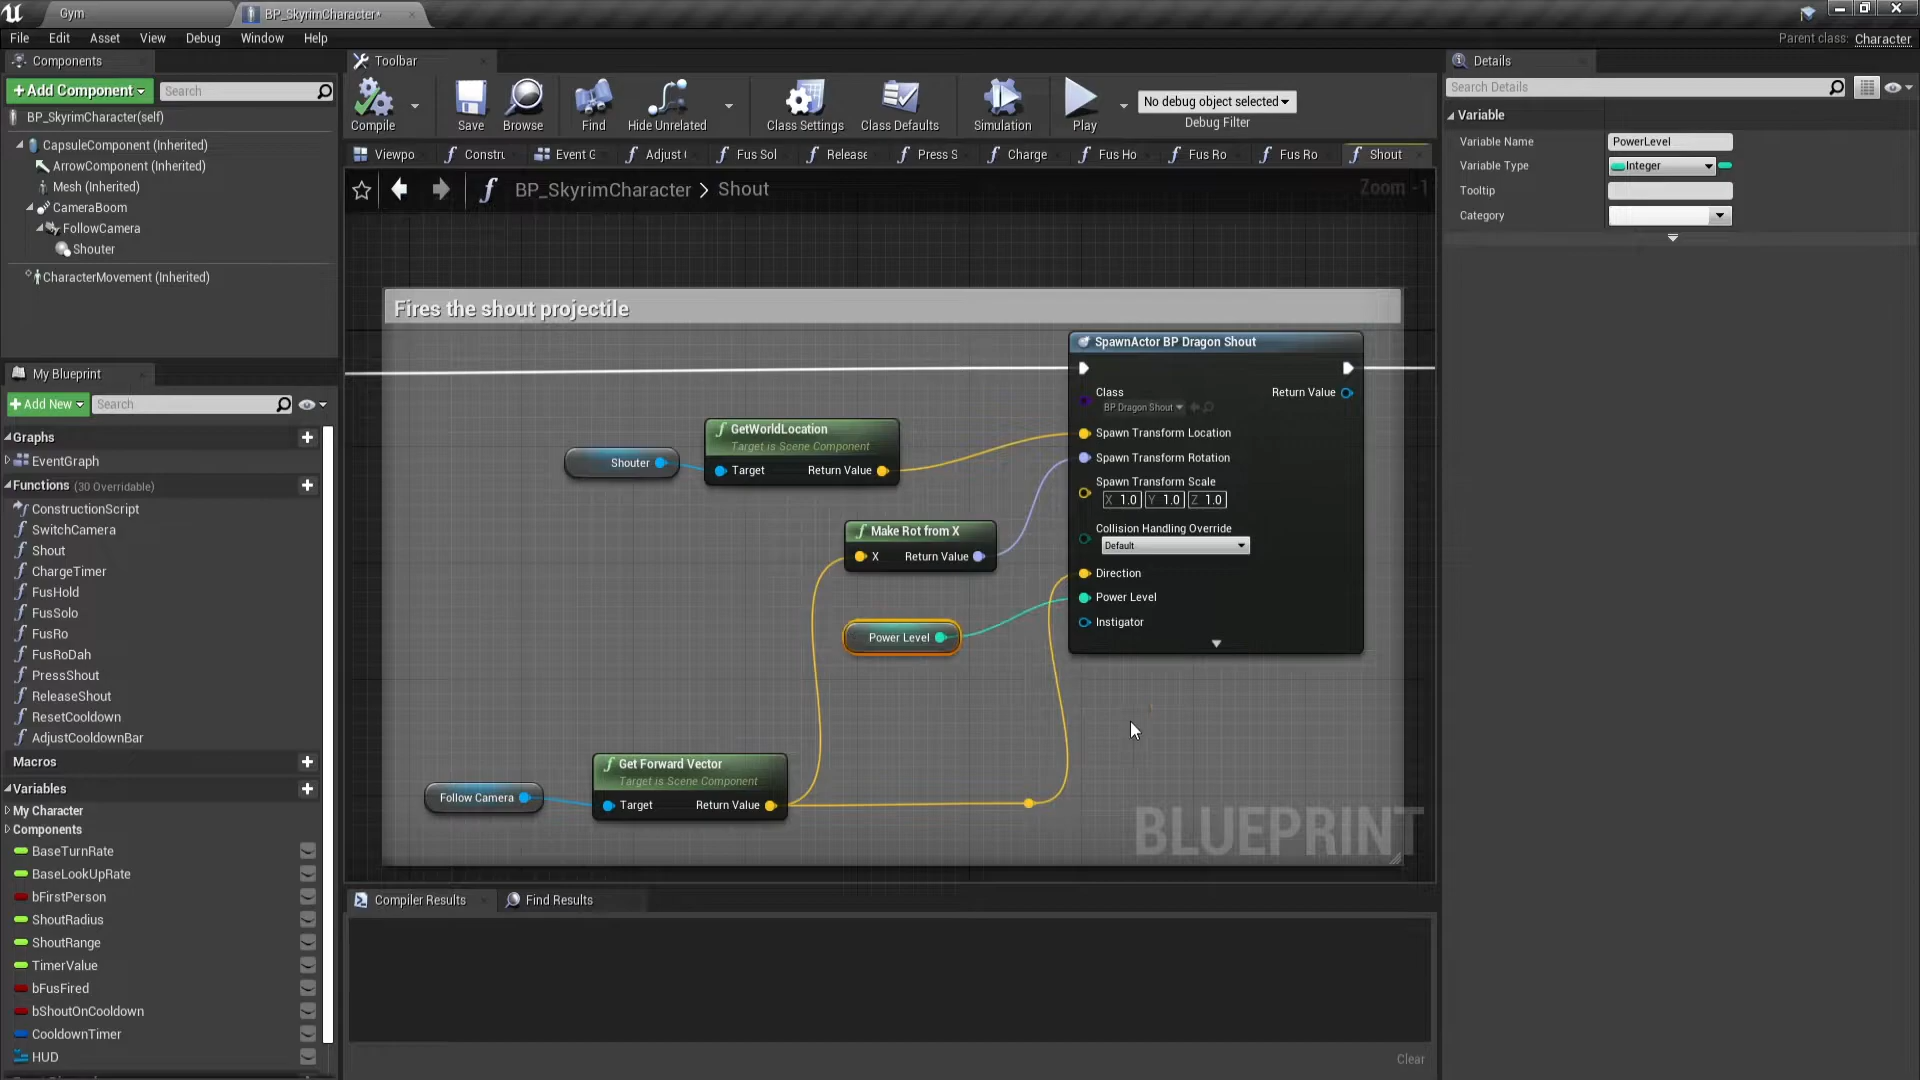 Gym
BP_SkyrimCharacter*
File Edit Asset View Debug Window Help
Parent class: Character
Components
Toolbar
Details
+Add Component
Search
Search Details
BP_SkyrimCharacter(self)
CapsuleComponent (Inherited)
ArrowComponent (Inherited)
Mesh (Inherited)
CameraBoom
FollowCamera
Shouter
CharacterMovement (Inherited)
Compile
Save
Browse
Find
Hide Unrelated
Class Settings
Class Defaults
Simulation
Play
No debug object selected
Debug Filter
Variable
Variable Name
PowerLevel
Variable Type
Integer
Tooltip
Category
Viewpo
Constru
Event G
Adjust
Fus Sol
Release
Press S
Charge
Fus Ho
Fus Ro
Fus Ro
Shout
BP_SkyrimCharacter > Shout
Zoom -1
Fires the shout projectile
SpawnActor BP Dragon Shout
Class
BP Dragon Shout
Return Value
Spawn Transform Location
Spawn Transform Rotation
Spawn Transform Scale
X 1.0 Y 1.0 Z 1.0
Collision Handling Override
Default
Direction
Power Level
Instigator
GetWorldLocation
Target is Scene Component
Target
Return Value
Shouter
Make Rot from X
X
Return Value
Power Level
Get Forward Vector
Target is Scene Component
Target
Return Value
Follow Camera
BLUEPRINT
My Blueprint
+Add New
Search
Graphs
EventGraph
Functions (30 Overridable)
ConstructionScript
SwitchCamera
Shout
ChargeTimer
FusHold
FusSolo
FusRo
FusRoDah
PressShout
ReleaseShout
ResetCooldown
AdjustCooldownBar
Macros
Variables
My Character
Components
BaseTurnRate
BaseLookUpRate
bFirstPerson
ShoutRadius
ShoutRange
TimerValue
bFusFired
bShoutOnCooldown
CooldownTimer
HUD
Compiler Results
Find Results
Clear